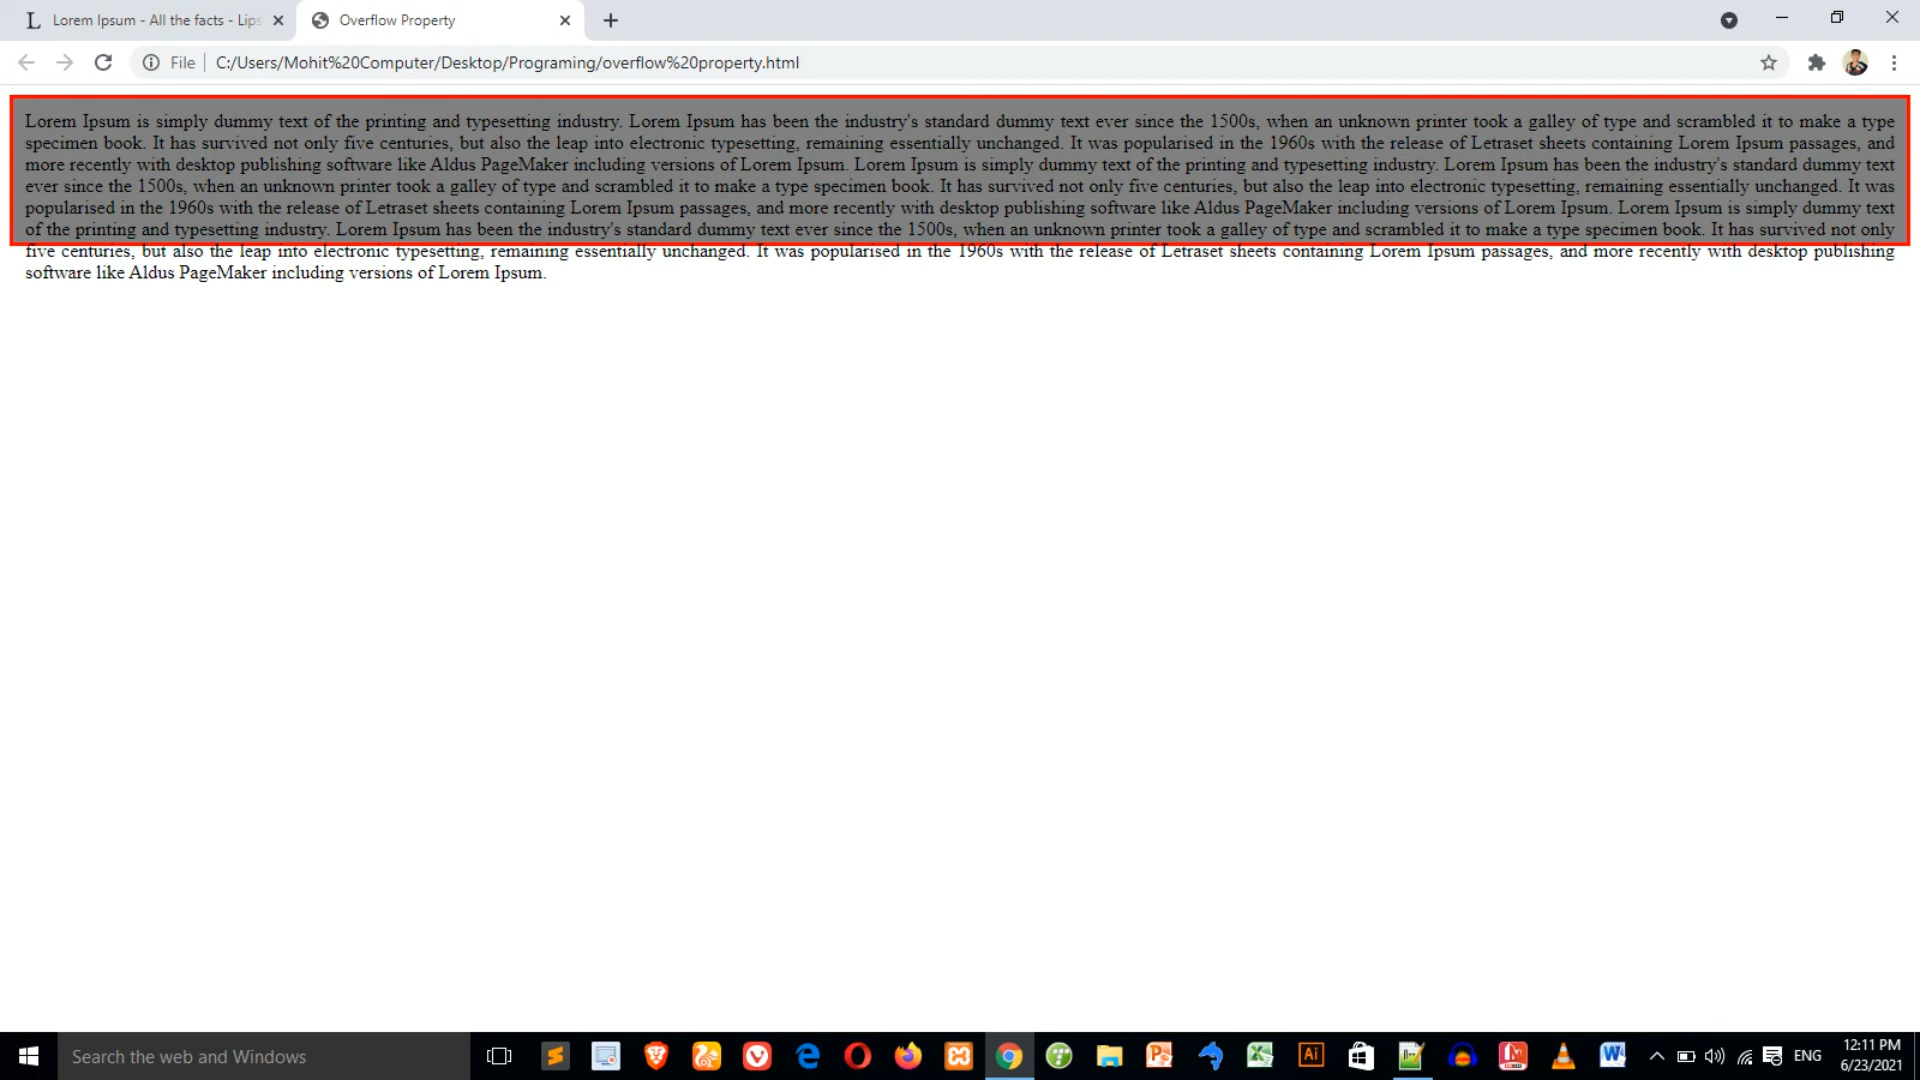 Lorem Ipsum - All the facts - Lips
Overflow Property
File
C:/Users/Mohit%20Computer/Desktop/Programing/overflow%20property.html
Lorem Ipsum is simply dummy text of the printing and typesetting industry. Lorem Ipsum has been the industry's standard dummy text ever since the 1500s, when an unknown printer took a galley of type and scrambled it to make a type
specimen book. It has survived not only five centuries, but also the leap into electronic typesetting, remaining essentially unchanged. It was popularised in the 1960s with the release of Letraset sheets containing Lorem Ipsum passages, and
more recently with desktop publishing software like Aldus PageMaker including versions of Lorem Ipsum. Lorem Ipsum is simply dummy text of the printing and typesetting industry. Lorem Ipsum has been the industry's standard dummy text
ever since the 1500s, when an unknown printer took a galley of type and scrambled it to make a type specimen book. It has survived not only five centuries, but also the leap into electronic typesetting, remaining essentially unchanged. It was
popularised in the 1960s with the release of Letraset sheets containing Lorem Ipsum passages, and more recently with desktop publishing software like Aldus PageMaker including versions of Lorem Ipsum. Lorem Ipsum is simply dummy text
of the printing and typesetting industry. Lorem Ipsum has been the industry's standard dummy text ever since the 1500s, when an unknown printer took a galley of type and scrambled it to make a type specimen book. It has survived not only
five centuries, but also the leap into electronic typesetting, remaining essentially unchanged. It was popularised in the 1960s with the release of Letraset sheets containing Lorem Ipsum passages, and more recently with desktop publishing
software like Aldus PageMaker including versions of Lorem Ipsum.
Search the web and Windows
ENG
12:11 PM
6/23/2021